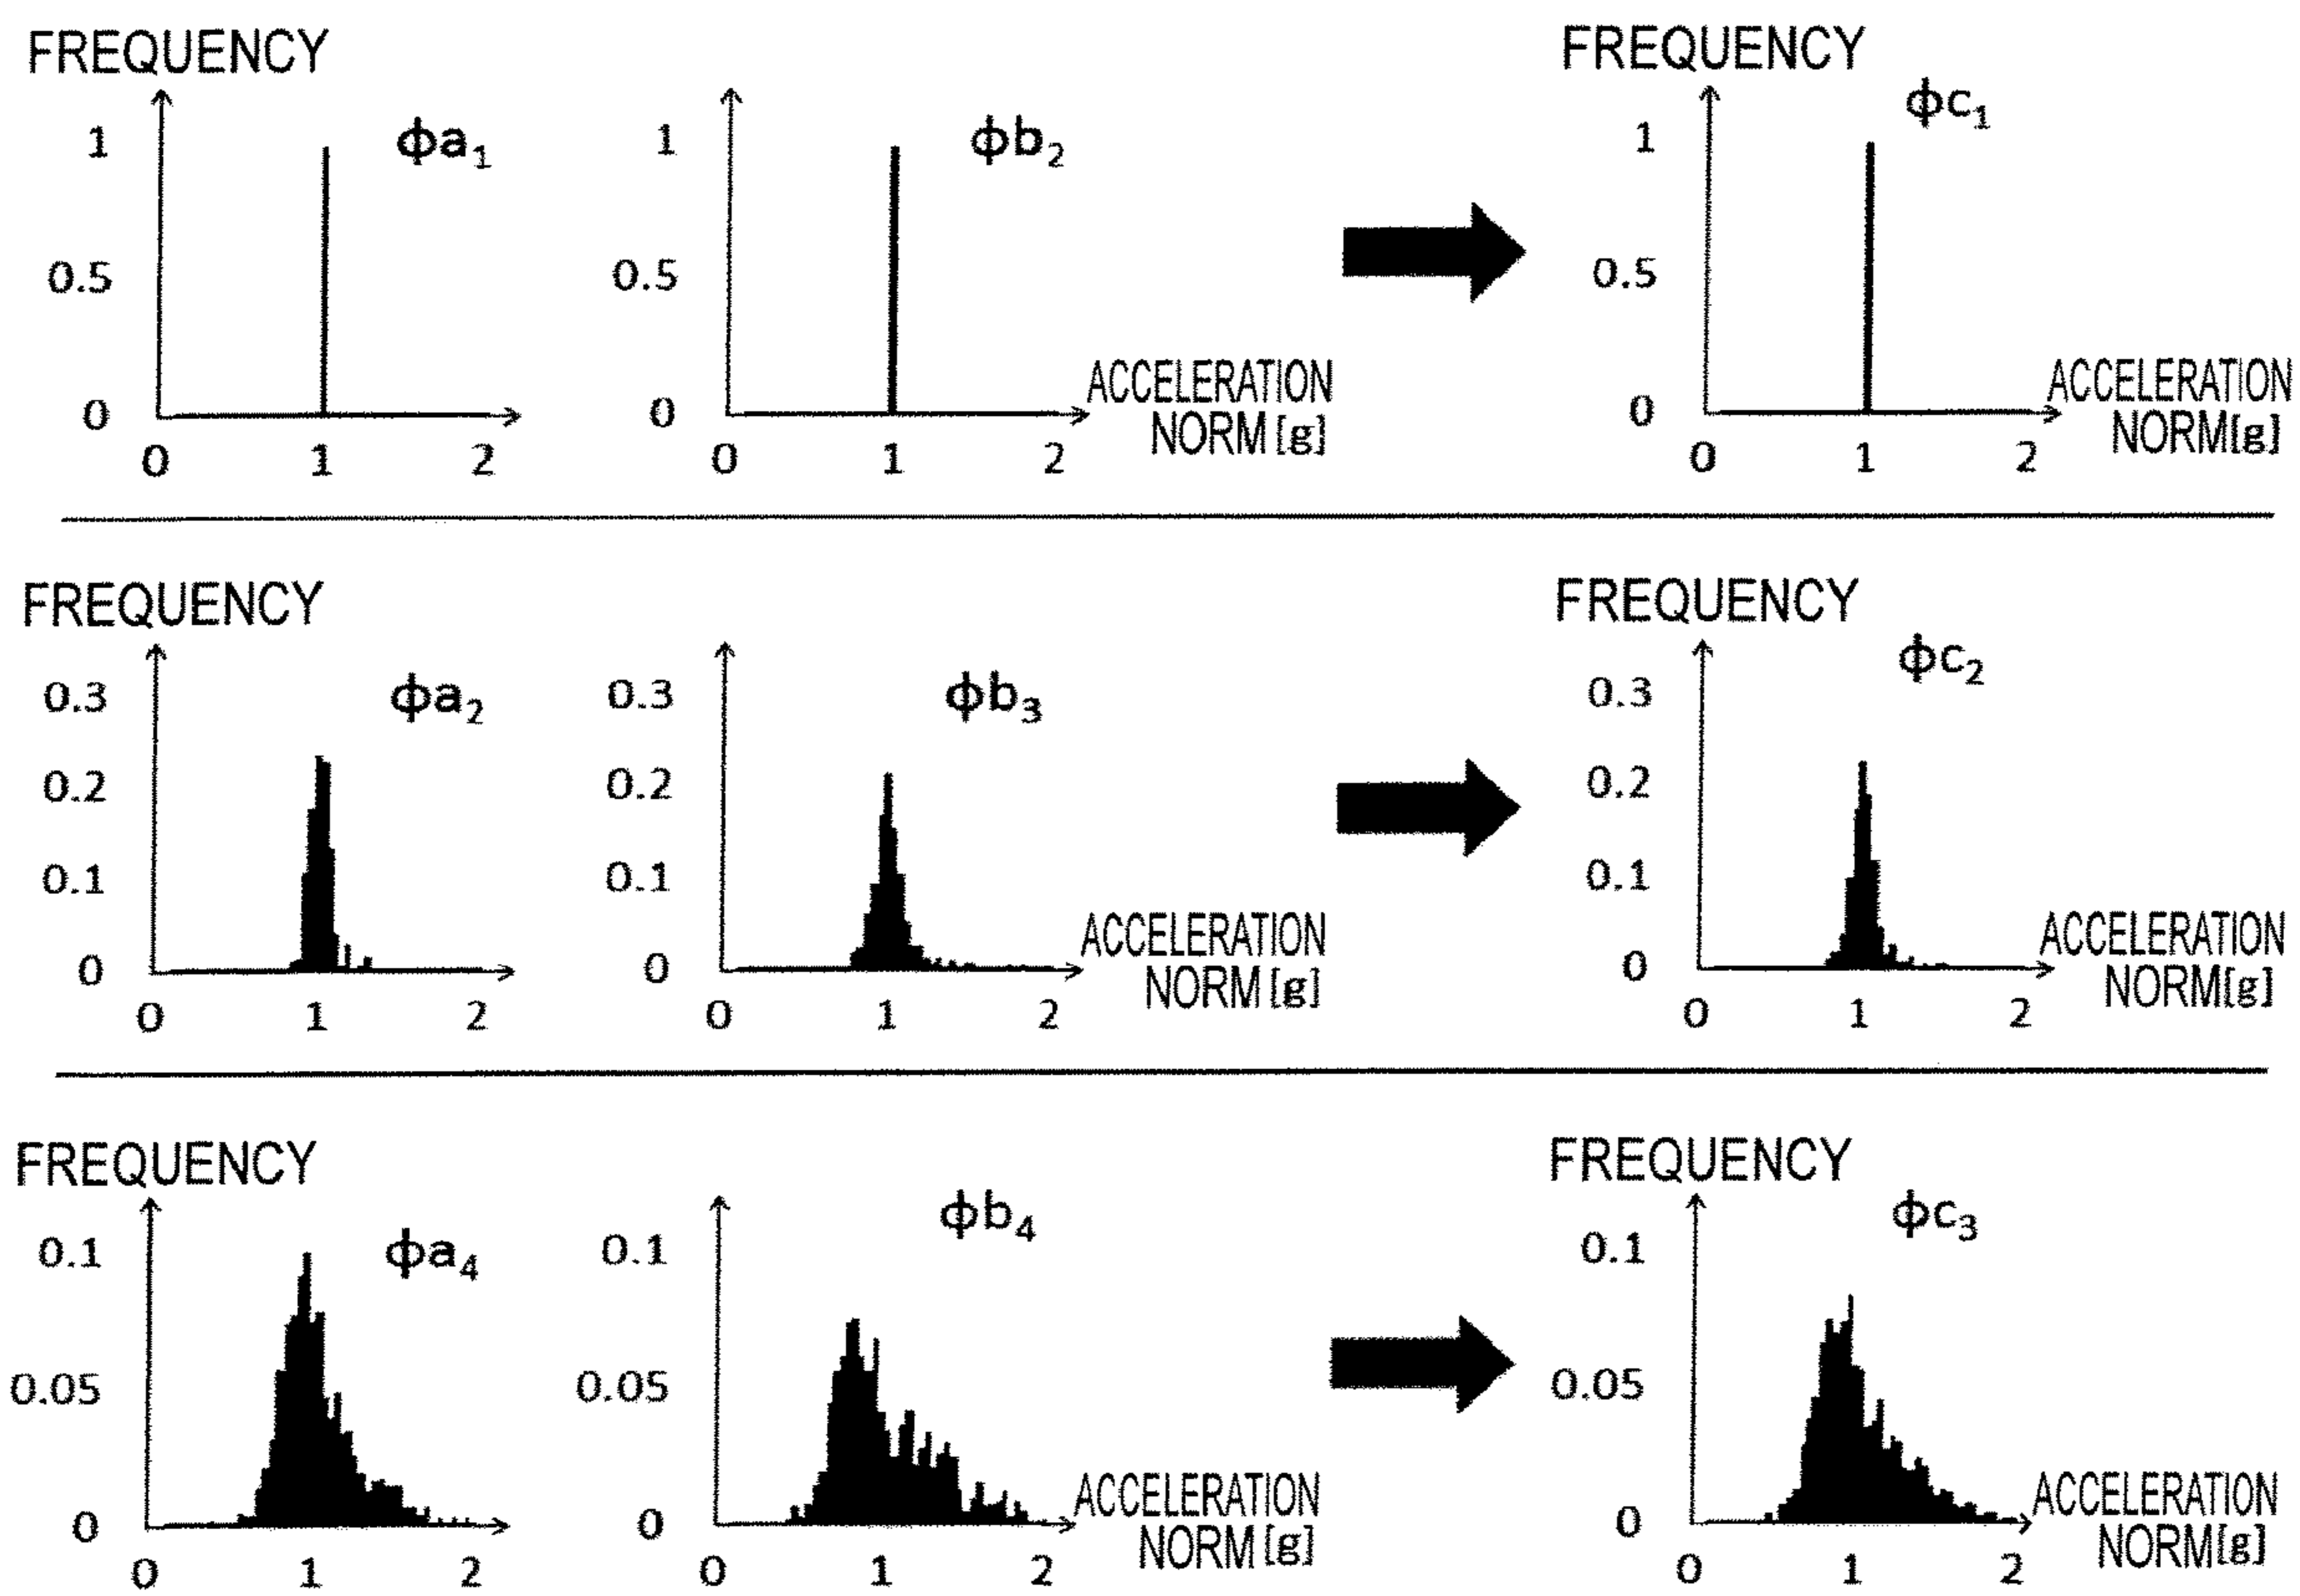 FREQUENCY
FREQUENCY
1 ϕa₁ 1 ϕb₂ 1 ϕc₁
0.5 0.5 0.5
ACCELERATION ACCELERATION
0 0 NORM [g] 0 NORM[g]
0 1 2 0 1 2 0 1 2
FREQUENCY FREQUENCY
0.3 ϕa₂ 0.3 ϕb₃ 0.3 ϕc₂
0.2 0.2 0.2
0.1 0.1 0.1
ACCELERATION ACCELERATION
0 0 NORM [g] 0 NORM[g]
0 1 2 0 1 2 0 1 2
FREQUENCY FREQUENCY
0.1 ϕa₄ 0.1 ϕb₄ 0.1 ϕc₃
0.05 0.05 0.05
ACCELERATION ACCELERATION
0 0 NORM [g] 0 NORM[g]
0 1 2 0 1 2 0 1 2